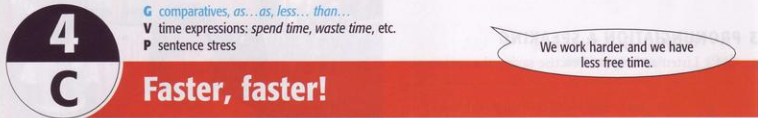 4
C
G comparatives, as...as, less... than...
V time expressions: spend time, waste time, etc.
P sentence stress
We work harder and we have
less free time.
Faster, faster!